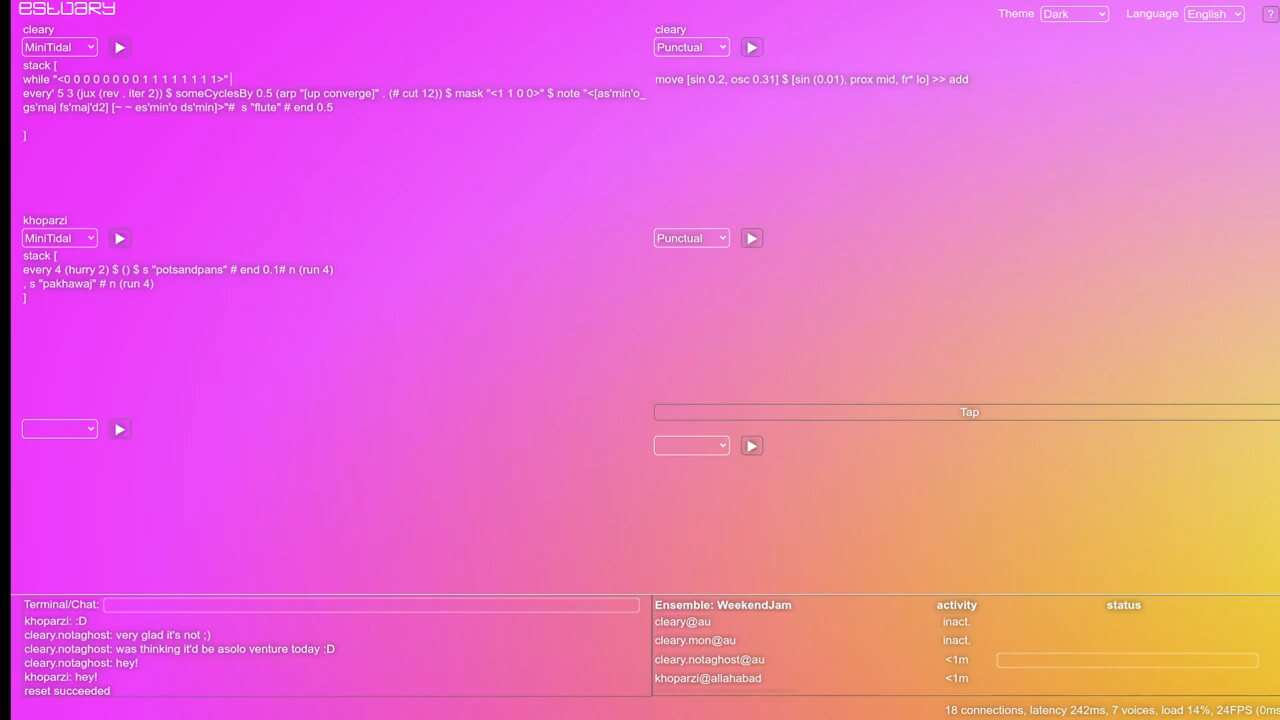 estuary
Theme Dark Language English ?
cleary
MiniTidal
stack [
while "<0 0 0 0 0 0 0 0 1 1 1 1 1 1 1 1>"
every' 5 3 (jux (rev . iter 2)) $ someCyclesBy 0.5 (arp "[up converge]" . (# cut 12)) $ mask "<1 1 0 0>" $ note "<[as'min'o_
gs'maj fs'maj'd2] [~ ~ es'min'o ds'min]>"# s "flute" # end 0.5
]
cleary
Punctual
move [sin 0.2, osc 0.31] $ [sin (0.01), prox mid, fr* lo] >> add
khoparzi
MiniTidal
stack [
every 4 (hurry 2) $ () $ s "potsandpans" # end 0.1# n (run 4)
, s "pakhawaj" # n (run 4)
]
Punctual
Tap
Terminal/Chat:
khoparzi: :D
cleary.notaghost: very glad it's not ;)
cleary.notaghost: was thinking it'd be asolo venture today :D
cleary.notaghost: hey!
khoparzi: hey!
reset succeeded
Ensemble: WeekendJam activity status
cleary@au inact.
cleary.mon@au inact.
cleary.notaghost@au <1m
khoparzi@allahabad <1m
18 connections, latency 242ms, 7 voices, load 14%, 24FPS (0ms